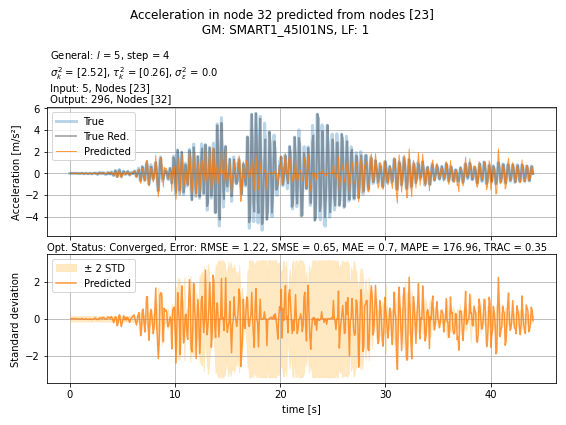 Acceleration in node 32 predicted from nodes [23]
GM: SMART1_45I01NS, LF: 1
General: l = 5, step = 4
σ²ₖ = [2.52], τ²ₖ = [0.26], σ²ₑ = 0.0
Input: 5, Nodes [23]
Output: 296, Nodes [32]
6
4
2
0
−2
−4
Acceleration [m/s²]
True
True Red.
Predicted
Opt. Status: Converged, Error: RMSE = 1.22, SMSE = 0.65, MAE = 0.7, MAPE = 176.96, TRAC = 0.35
2
0
−2
Standard deviation
± 2 STD
Predicted
0 10 20 30 40
time [s]